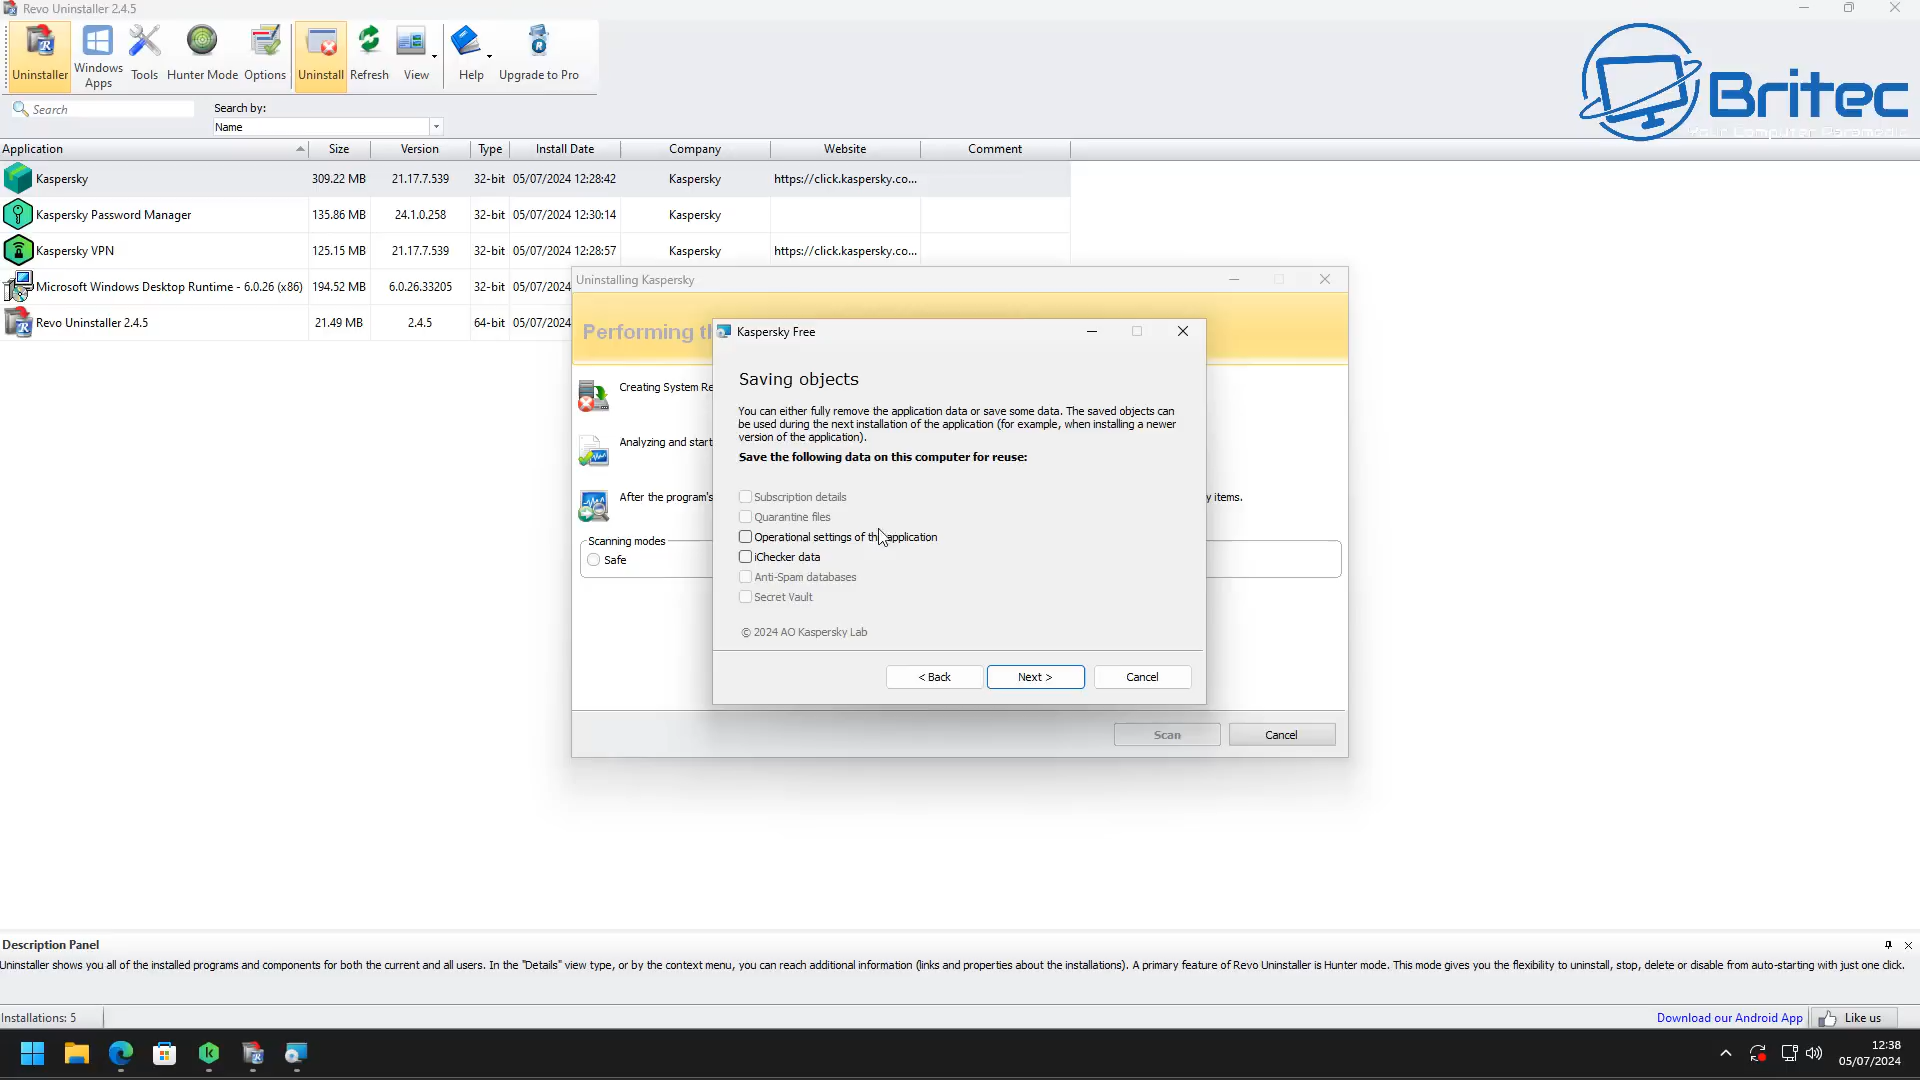 Revo Uninstaller 2.4.5
Uninstaller
Windows
Apps
Tools
Hunter Mode
Options
Uninstall
Refresh
View
Help
Upgrade to Pro
Britec
Your Computer Paramedic
Search
Search by:
Name
Application Size Version Type Install Date Company Website Comment
Kaspersky 309.22 MB 21.17.7.539 32-bit 05/07/2024 12:28:42 Kaspersky https://click.kaspersky.co...
Kaspersky Password Manager 135.86 MB 24.1.0.258 32-bit 05/07/2024 12:30:14 Kaspersky
Kaspersky VPN 125.15 MB 21.17.7.539 32-bit 05/07/2024 12:28:57 Kaspersky https://click.kaspersky.co...
Microsoft Windows Desktop Runtime - 6.0.26 (x86) 194.52 MB 6.0.26.33205 32-bit 05/07/2024
Revo Uninstaller 2.4.5 21.49 MB 2.4.5 64-bit 05/07/2024
Uninstalling Kaspersky
Performing th
Creating System Re
Analyzing and start
After the program's
y items.
Scanning modes
Safe
Scan
Cancel
Kaspersky Free
Saving objects
You can either fully remove the application data or save some data. The saved objects can
be used during the next installation of the application (for example, when installing a newer
version of the application).
Save the following data on this computer for reuse:
Subscription details
Quarantine files
Operational settings of the application
iChecker data
Anti-Spam databases
Secret Vault
© 2024 AO Kaspersky Lab
< Back
Next >
Cancel
Description Panel
Uninstaller shows you all of the installed programs and components for both the current and all users. In the "Details" view type, or by the context menu, you can reach additional information (links and properties about the installations). A primary feature of Revo Uninstaller is Hunter mode. This mode gives you the flexibility to uninstall, stop, delete or disable from auto-starting with just one click.
Installations: 5
Download our Android App
Like us
12:38
05/07/2024